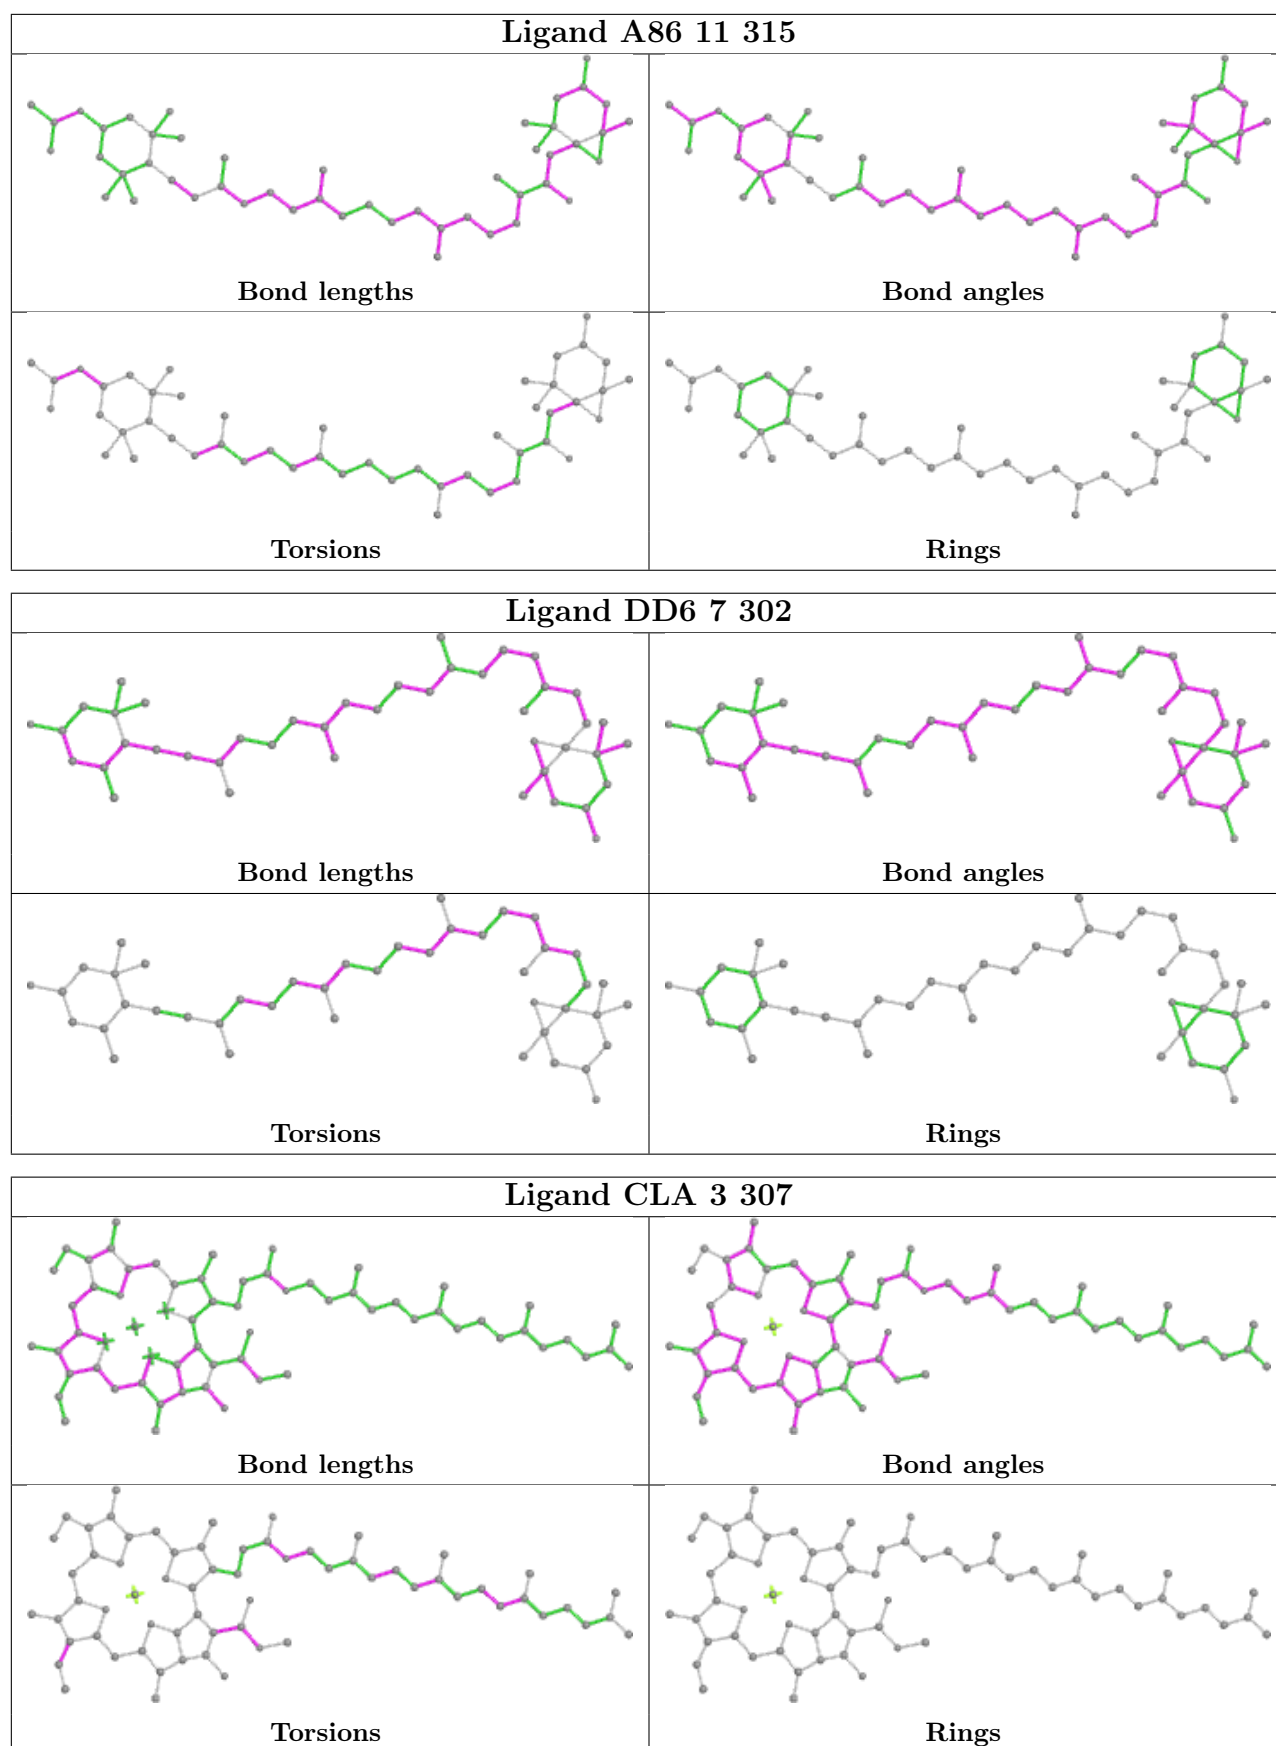 Ligand A86 11 315
Bond lengths
Bond angles
Torsions
Rings
Ligand DD6 7 302
Bond lengths
Bond angles
Torsions
Rings
Ligand CLA 3 307
Bond lengths
Bond angles
Torsions
Rings